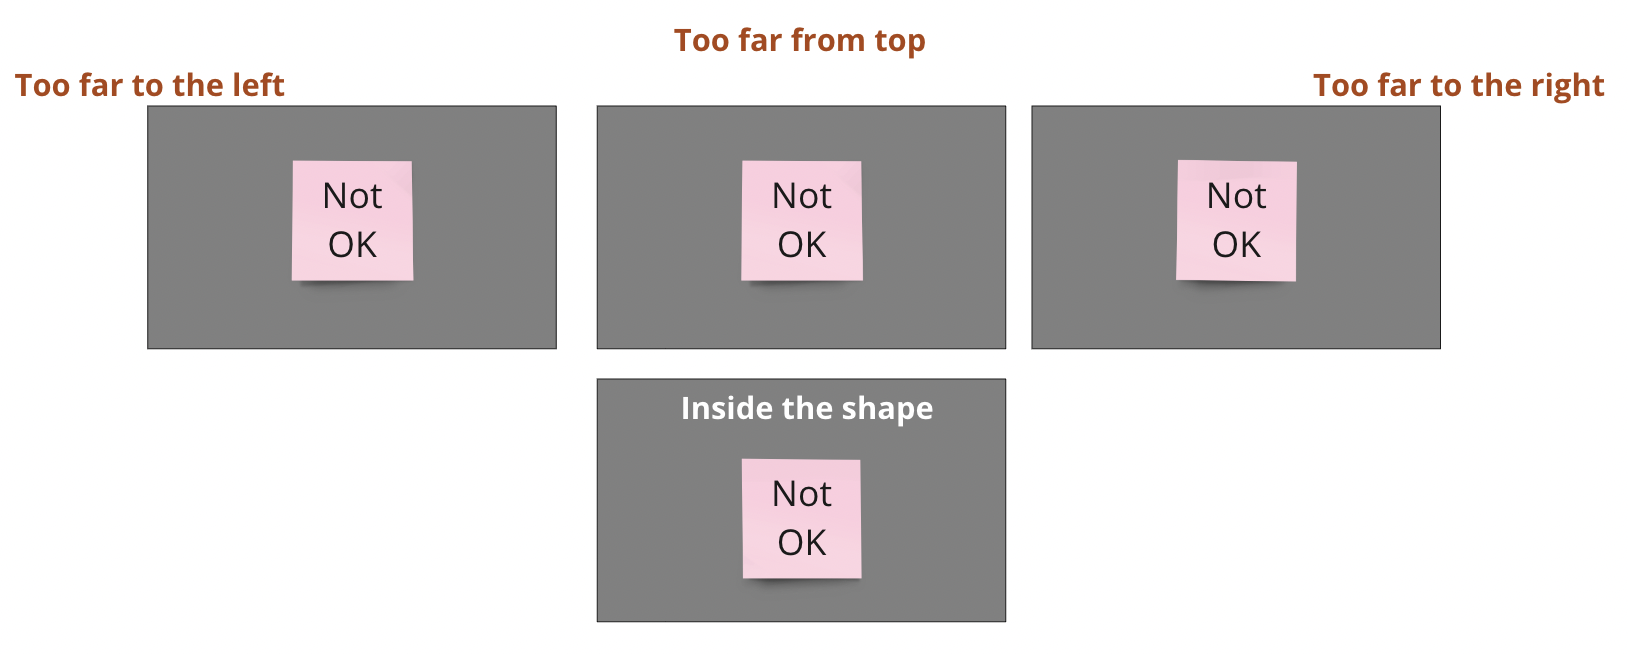 Too far from top
Too far to the left
Too far to the right
Not
OK
Not
OK
Not
OK
Inside the shape
Not
OK